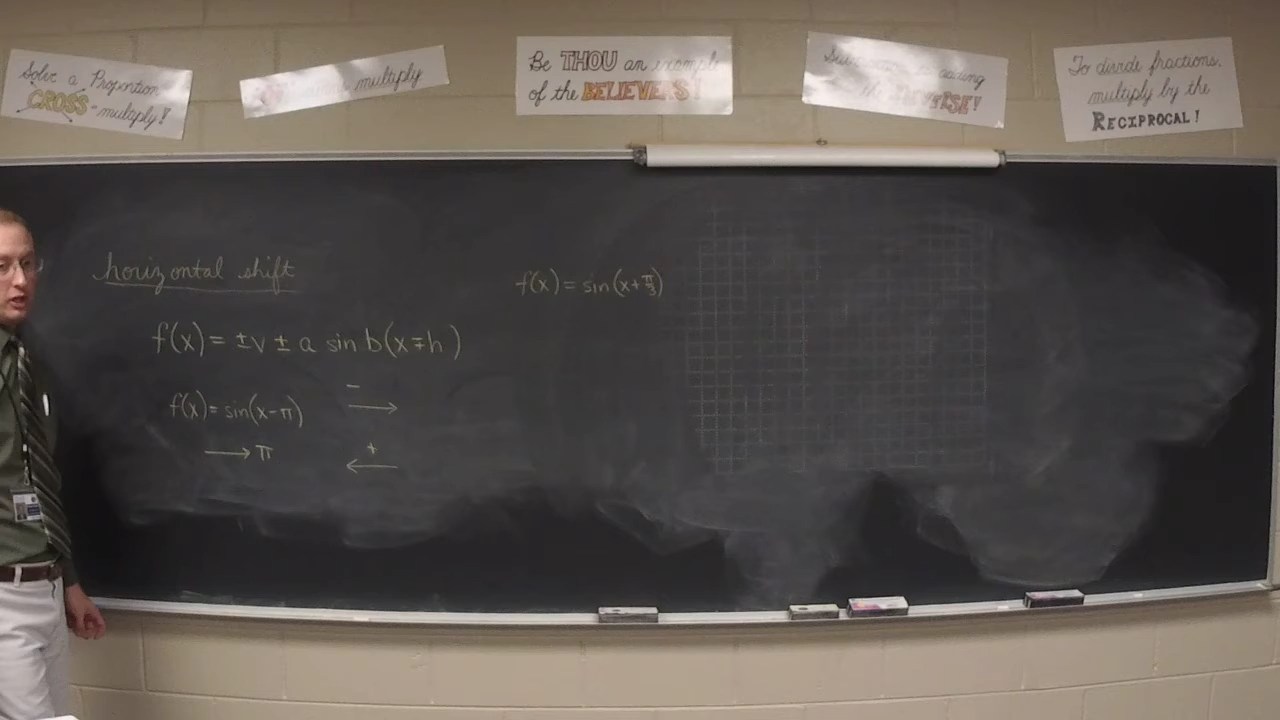 Solve a Proportion
CROSS-multiply!
multiply
Be THOU an example
of the BELIEVERS!
To divide fractions,
multiply by the
RECIPROCAL!
horizontal shift
f(x) = ±v ± a sin b(x∓h)
f(x) = sin(x-π)
→ π
−
→
+
←
f(x) = sin(x+π/3)